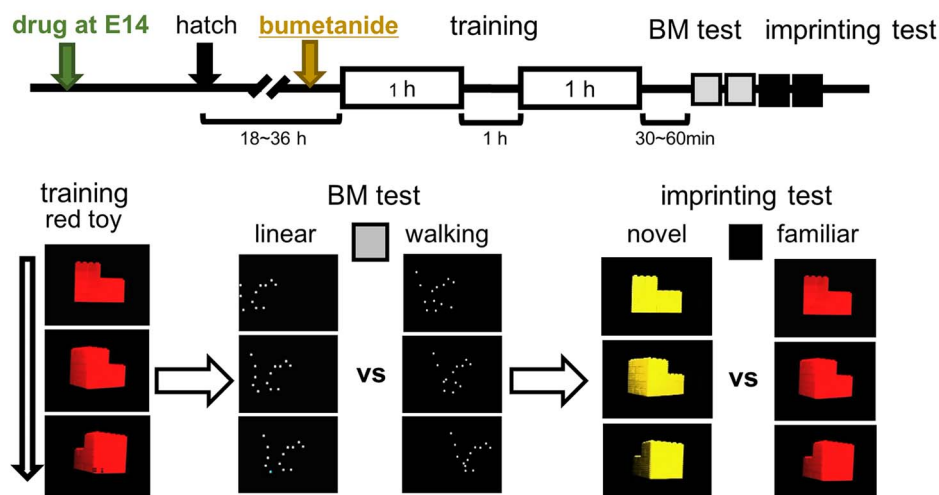 drug at E14 hatch bumetanide training BM test imprinting test
1 h 1 h
18~36 h 1 h 30~60min
training BM test imprinting test
red toy
linear walking novel familiar
vs vs